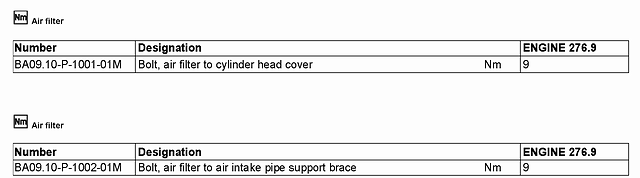 Nm Air filter
Number Designation ENGINE 276.9
BA09.10-P-1001-01M Bolt, air filter to cylinder head cover Nm 9
Nm Air filter
Number Designation ENGINE 276.9
BA09.10-P-1002-01M Bolt, air filter to air intake pipe support brace Nm 9